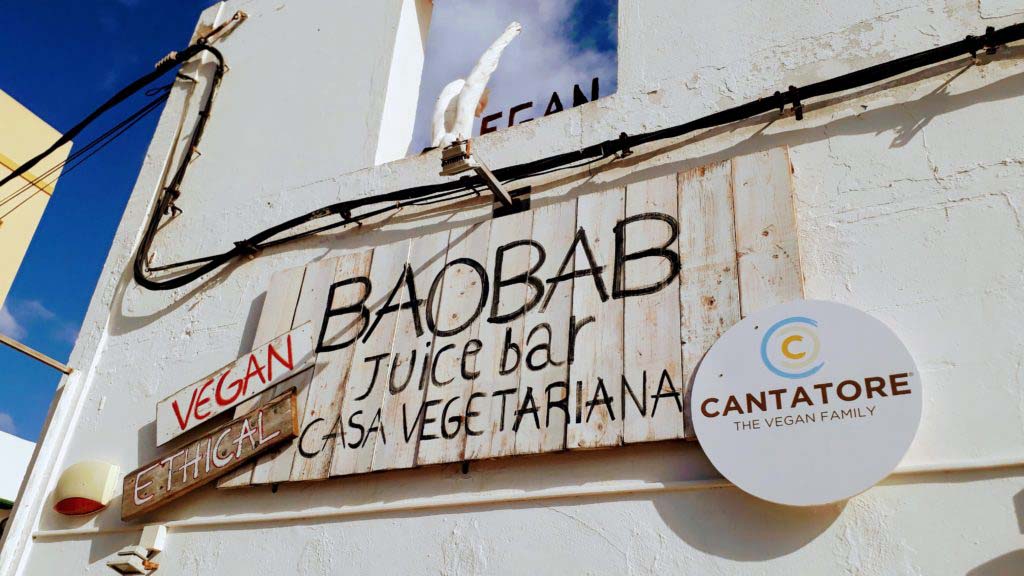 VEGAN
BAOBAB
Juice bar
CASA VEGETARIANA
VEGAN
ETHICAL
C
CANTATORE
THE VEGAN FAMILY